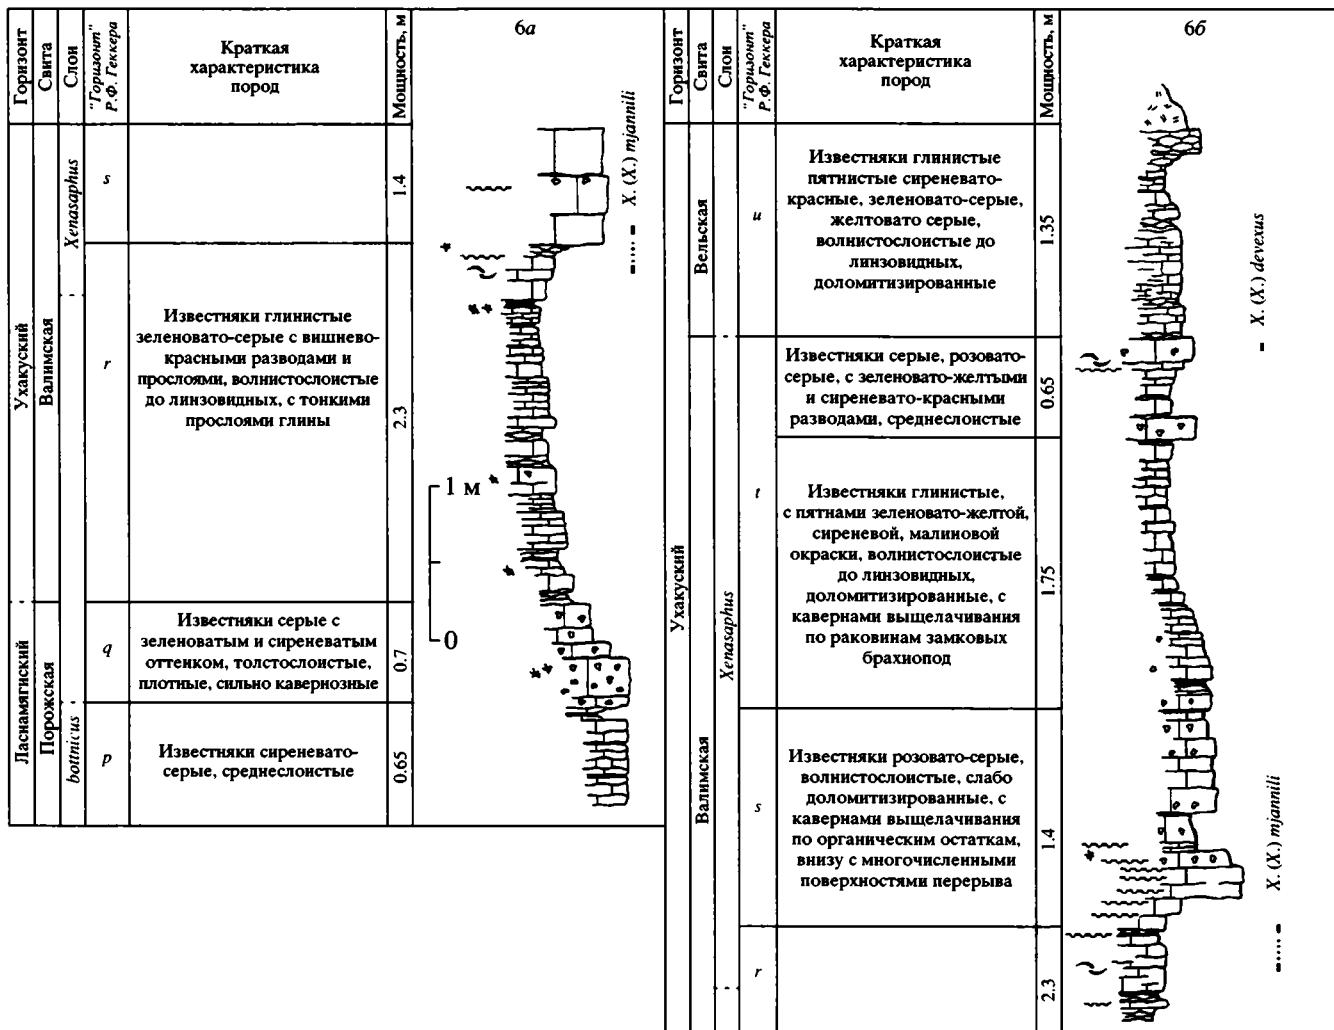 6а
Горизонт
Свита
Слои
"Горизонт"
Р.Ф. Геккера
Краткая
характеристика
пород
Мощность, м
Ухакуский
Валимская
Xenasaphus
s
1.4
X. (X.) mjannili
r
Известняки глинистые
зеленовато-серые с вишнево-
красными разводами и
прослоями, волнистослоистые
до линзовидных, с тонкими
прослоями глины
2.3
1 м
0
Ласнамягиский
Порожская
bottnicus
q
Известняки серые с
зеленоватым и сиреневатым
оттенком, толстослоистые,
плотные, сильно кавернозные
0.7
p
Известняки сиреневато-
серые, среднеслоистые
0.65
6б
Горизонт
Свита
Слои
"Горизонт"
Р.Ф. Геккера
Краткая
характеристика
пород
Мощность, м
Ухакуский
Вельская
u
Известняки глинистые
пятнистые сиреневато-
красные, зеленовато-серые,
желтовато серые,
волнистослоистые до
линзовидных,
доломитизированные
1.35
X. (X.) devexus
Валимская
Xenasaphus
t
Известняки серые, розовато-
серые, с зеленовато-желтыми
и сиреневато-красными
разводами, среднеслоистые
0.65
Известняки глинистые,
с пятнами зеленовато-желтой,
сиреневой, малиновой
окраски, волнистослоистые
до линзовидных,
доломитизированные, с
кавернами выщелачивания
по раковинам замковых
брахиопод
1.75
s
Известняки розовато-серые,
волнистослоистые, слабо
доломитизированные, с
кавернами выщелачивания
по органическим остаткам,
внизу с многочисленными
поверхностями перерыва
1.4
X. (X.) mjannili
r
2.3